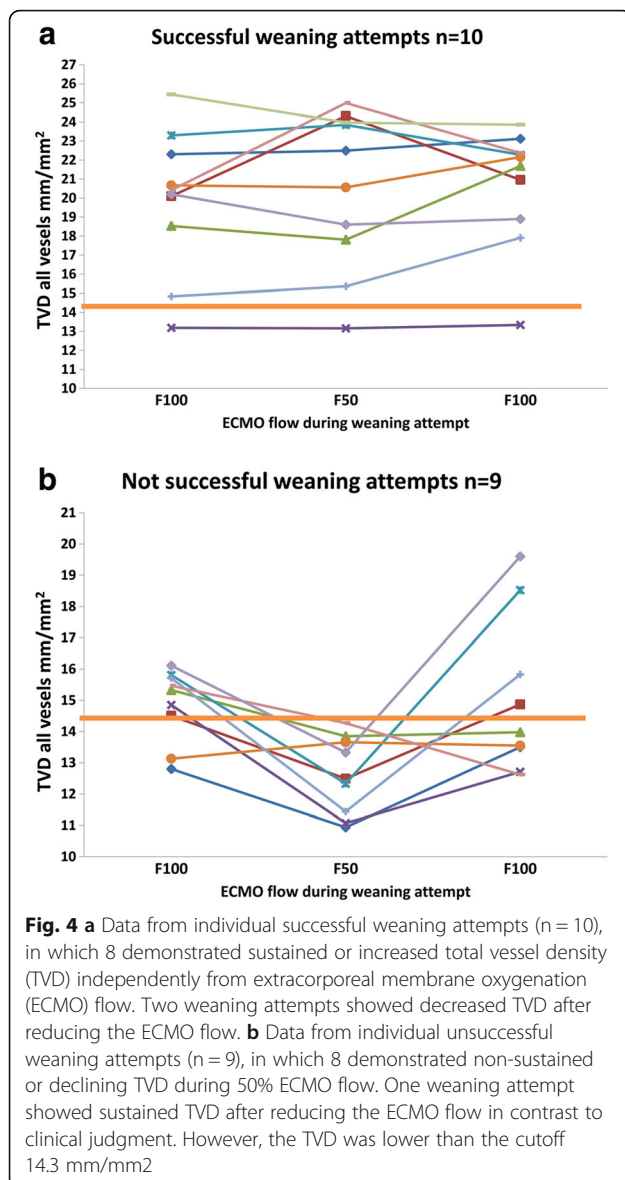 a
Successful weaning attempts n=10
27
26
25
24
23
22
21
20
19
18
17
16
15
14
13
12
11
10
TVD all vesels mm/mm²
F100 F50 F100
ECMO flow during weaning attempt
b
Not successful weaning attempts n=9
21
20
19
18
17
16
15
14
13
12
11
10
TVD all vesels mm/mm²
F100 F50 F100
ECMO flow during weaning attempt
Fig. 4 a Data from individual successful weaning attempts (n = 10),
in which 8 demonstrated sustained or increased total vessel density
(TVD) independently from extracorporeal membrane oxygenation
(ECMO) flow. Two weaning attempts showed decreased TVD after
reducing the ECMO flow. b Data from individual unsuccessful
weaning attempts (n = 9), in which 8 demonstrated non-sustained
or declining TVD during 50% ECMO flow. One weaning attempt
showed sustained TVD after reducing the ECMO flow in contrast to
clinical judgment. However, the TVD was lower than the cutoff
14.3 mm/mm2